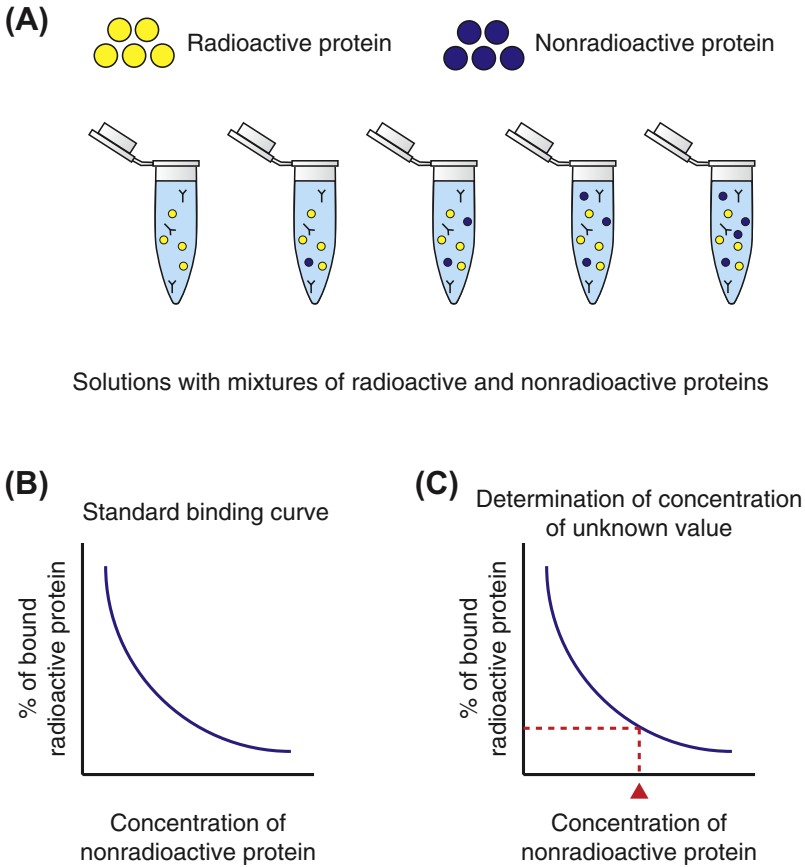 (A)
Radioactive protein
Nonradioactive protein
Solutions with mixtures of radioactive and nonradioactive proteins
(B)
Standard binding curve
% of bound
radioactive protein
Concentration of
nonradioactive protein
(C)
Determination of concentration
of unknown value
% of bound
radioactive protein
Concentration of
nonradioactive protein